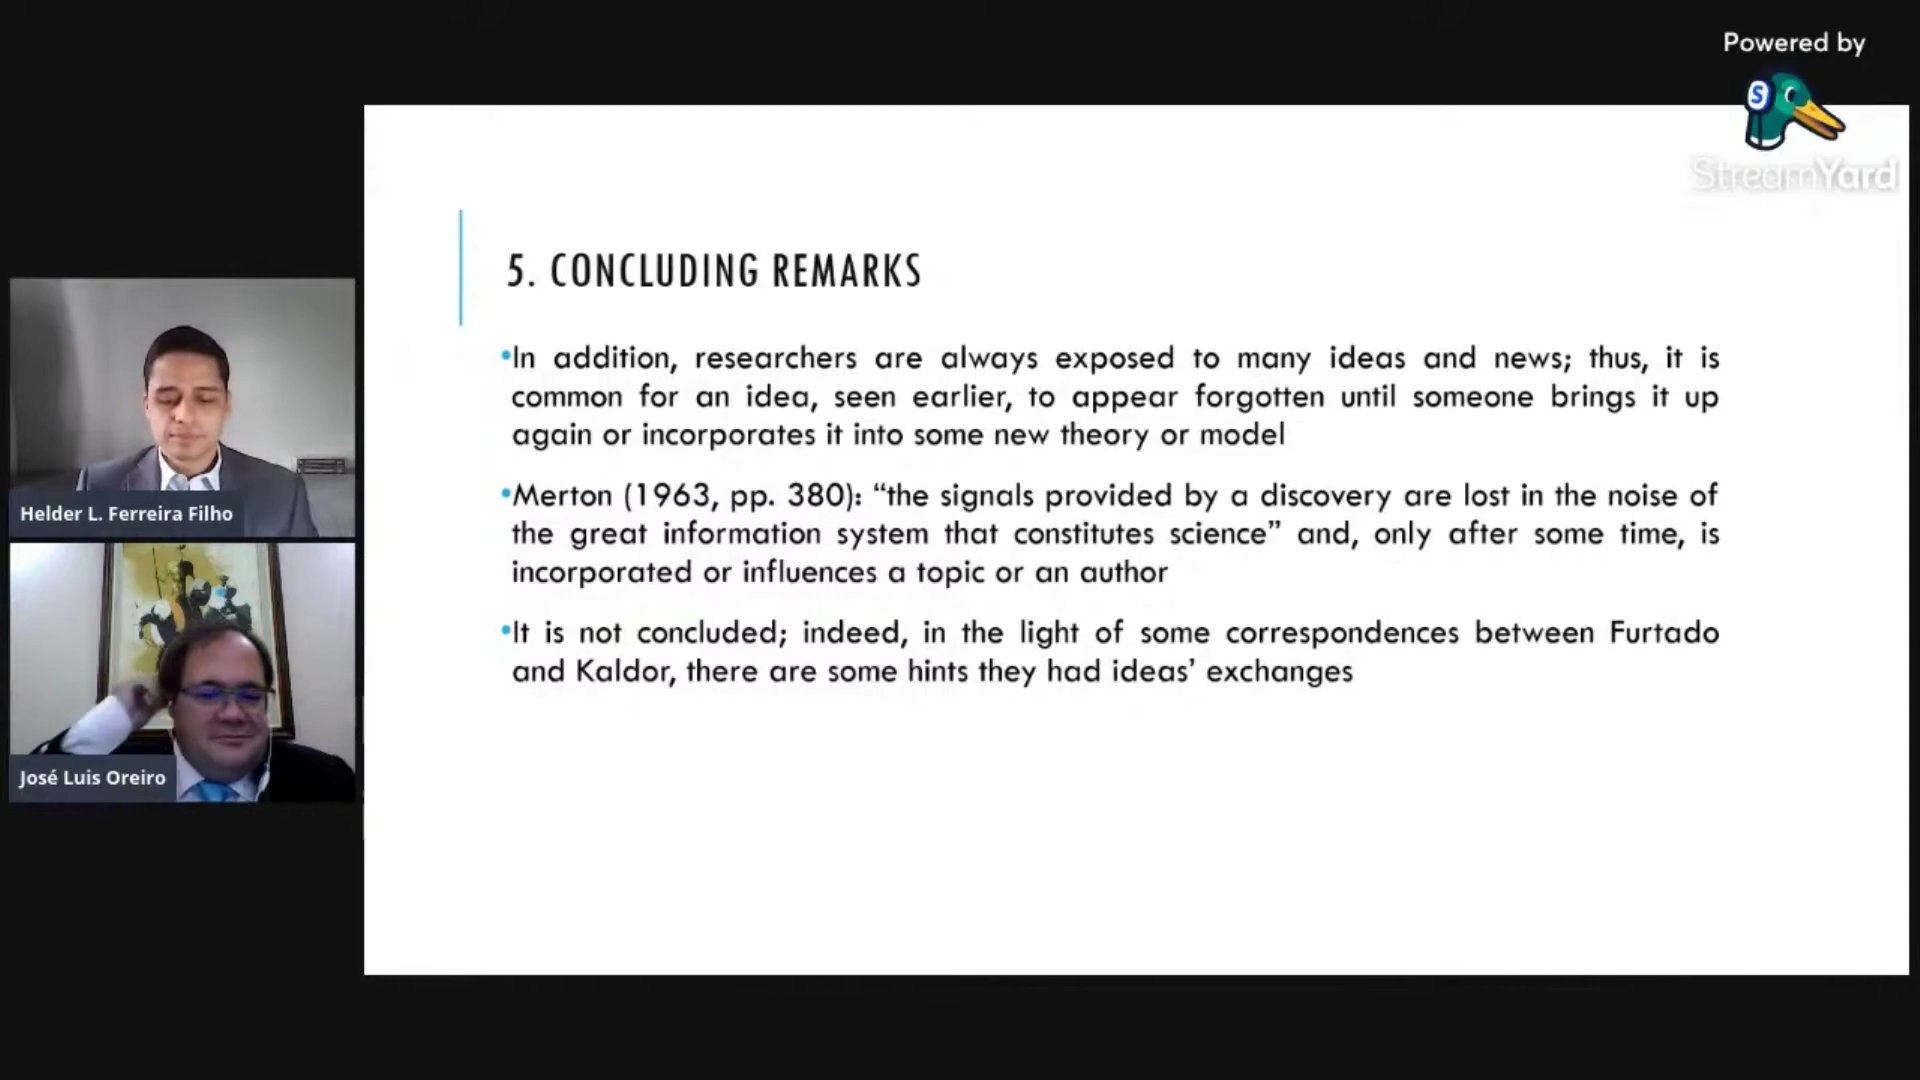 Powered by
S
StreamYard
5. CONCLUDING REMARKS
•In addition, researchers are always exposed to many ideas and news; thus, it is
common for an idea, seen earlier, to appear forgotten until someone brings it up
again or incorporates it into some new theory or model
•Merton (1963, pp. 380): “the signals provided by a discovery are lost in the noise of
the great information system that constitutes science” and, only after some time, is
incorporated or influences a topic or an author
•It is not concluded; indeed, in the light of some correspondences between Furtado
and Kaldor, there are some hints they had ideas’ exchanges
Helder L. Ferreira Filho
José Luis Oreiro